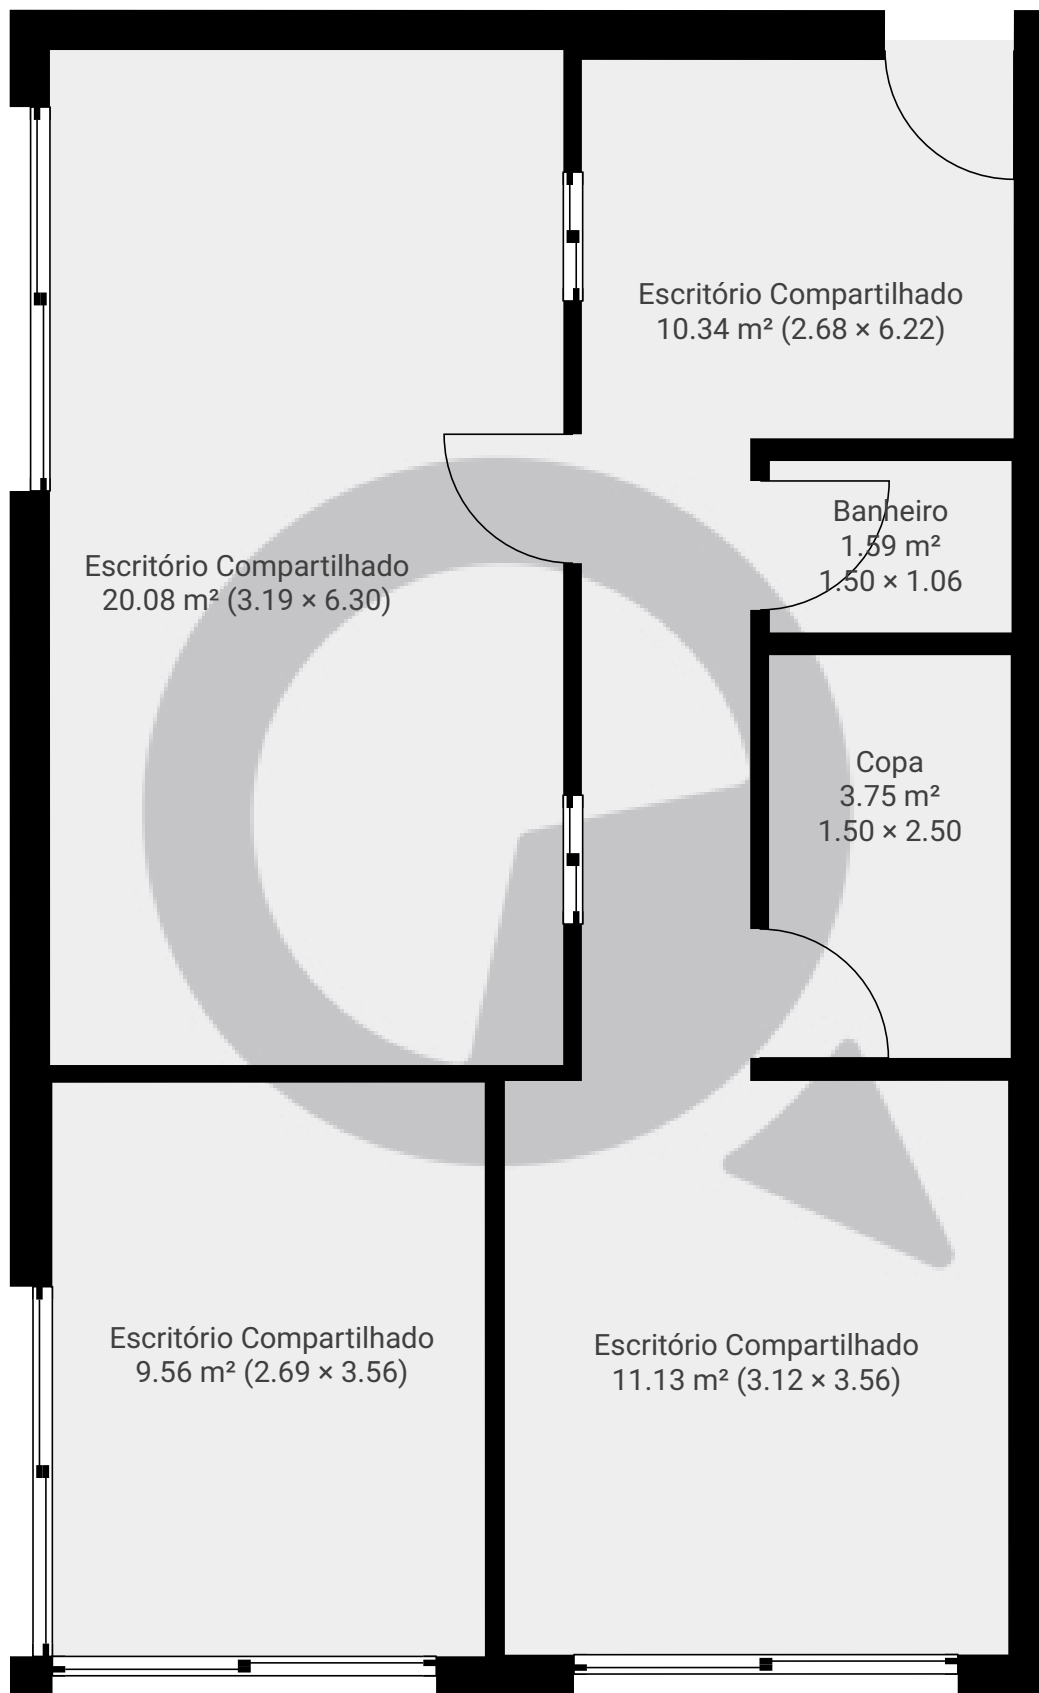 Escritório Compartilhado
10.34 m² (2.68 × 6.22)
Banheiro
1.59 m²
1.50 × 1.06
Escritório Compartilhado
20.08 m² (3.19 × 6.30)
Copa
3.75 m²
1.50 × 2.50
Escritório Compartilhado
9.56 m² (2.69 × 3.56)
Escritório Compartilhado
11.13 m² (3.12 × 3.56)